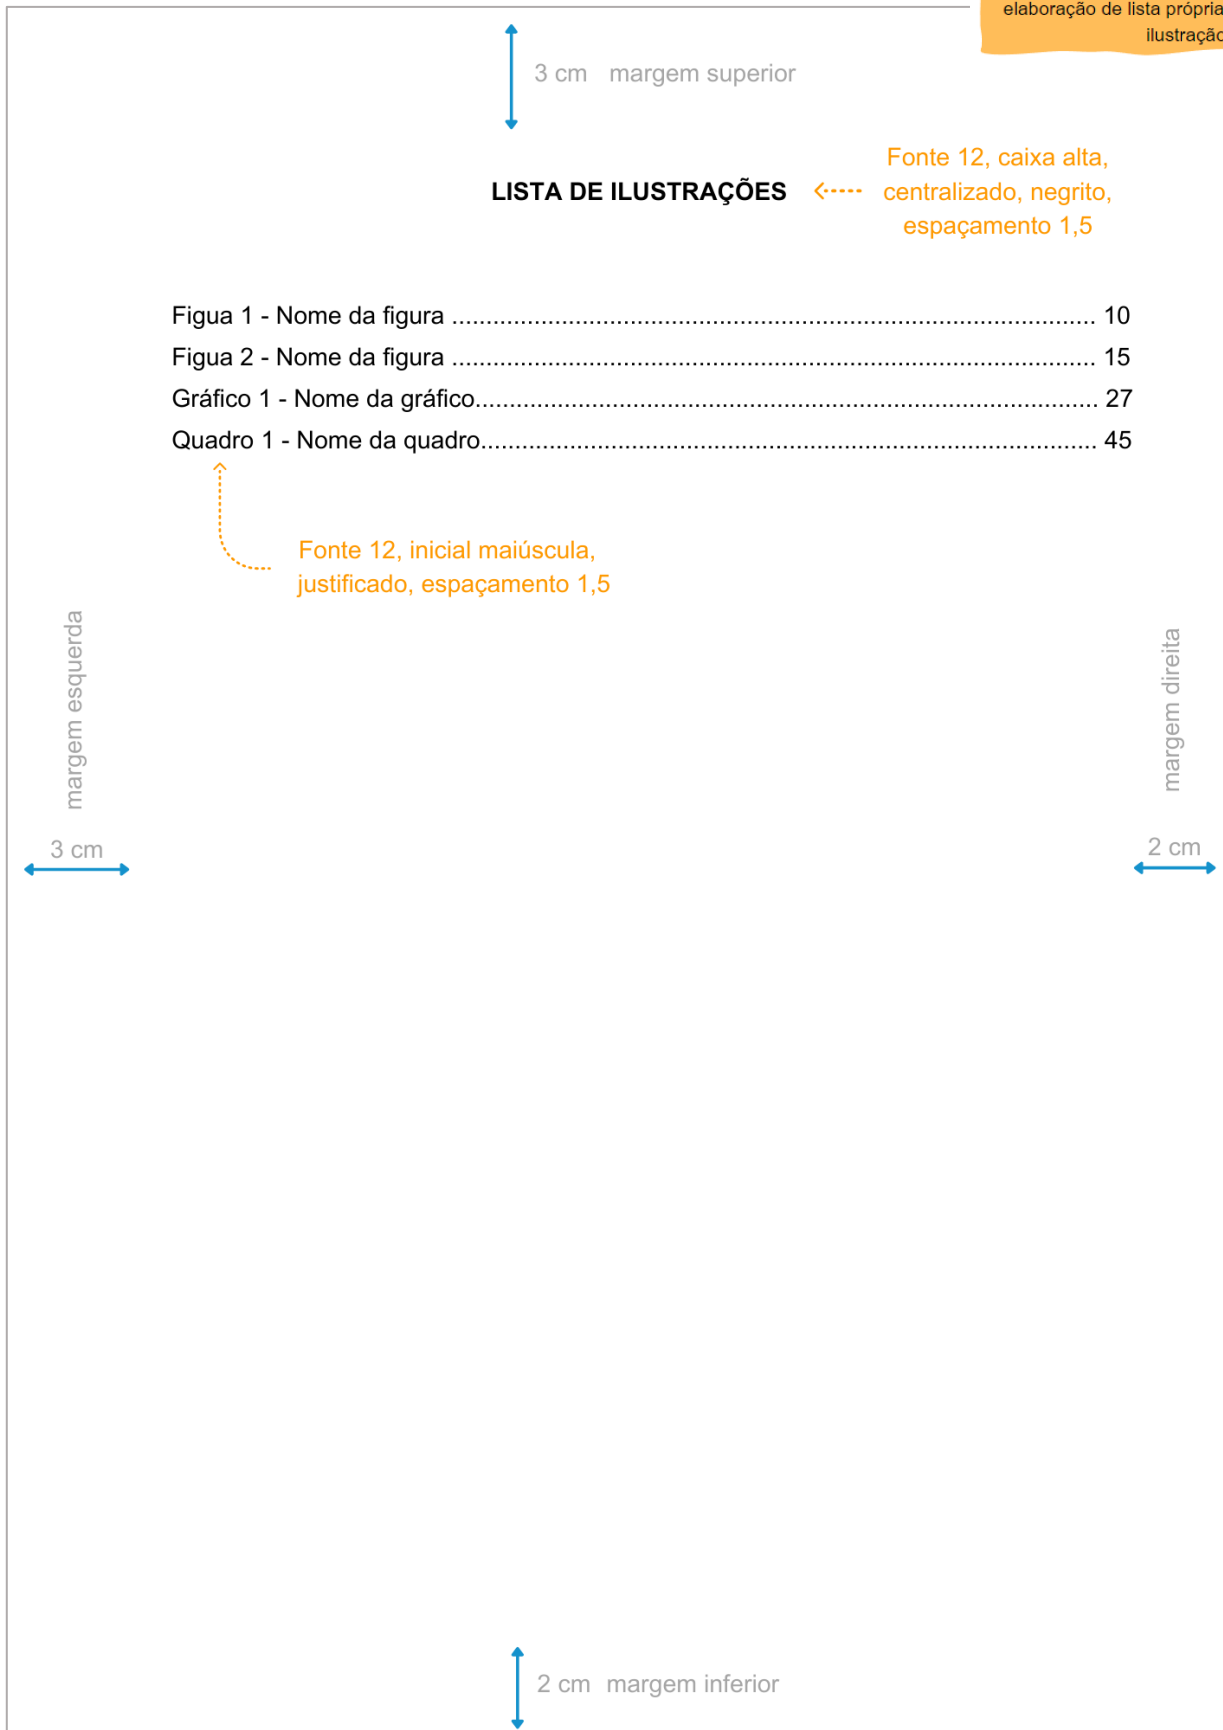 elaboração de lista própria
ilustração
3 cm margem superior
Fonte 12, caixa alta,
LISTA DE ILUSTRAÇÕES centralizado, negrito,
espaçamento 1,5
Figua 1 - Nome da figura ............................................................................................... 10
Figua 2 - Nome da figura ............................................................................................... 15
Gráfico 1 - Nome da gráfico............................................................................................ 27
Quadro 1 - Nome da quadro........................................................................................... 45
Fonte 12, inicial maiúscula,
justificado, espaçamento 1,5
margem esquerda
3 cm
margem direita
2 cm
2 cm margem inferior